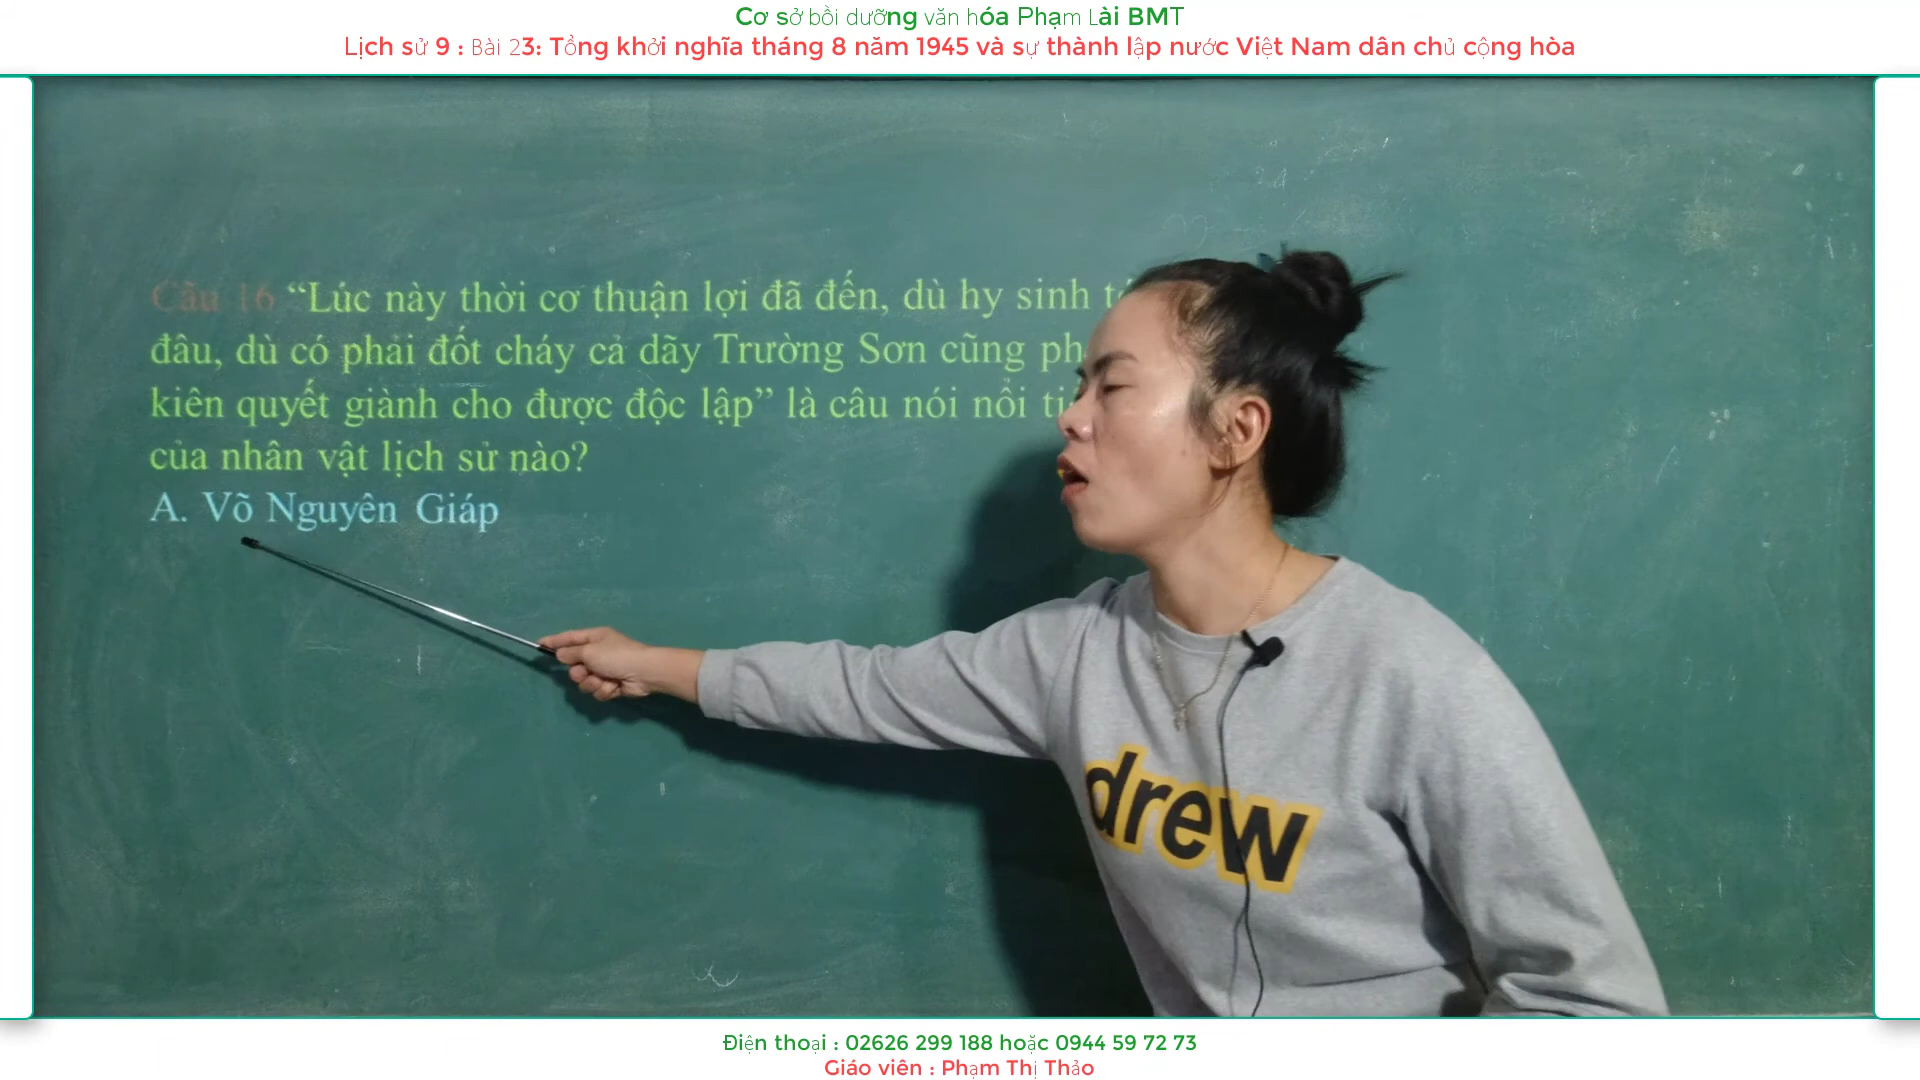 Cơ sở bồi dưỡng văn hóa Phạm Lài BMT
Lịch sử 9 : Bài 23: Tổng khởi nghĩa tháng 8 năm 1945 và sự thành lập nước Việt Nam dân chủ cộng hòa
Câu 16 “Lúc này thời cơ thuận lợi đã đến, dù hy sinh
đâu, dù có phải đốt cháy cả dãy Trường Sơn cũng
kiên quyết giành cho được độc lập” là câu nói nổi
của nhân vật lịch sử nào?
A. Võ Nguyên Giáp
drew
Điện thoại : 02626 299 188 hoặc 0944 59 72 73
Giáo viên : Phạm Thị Thảo